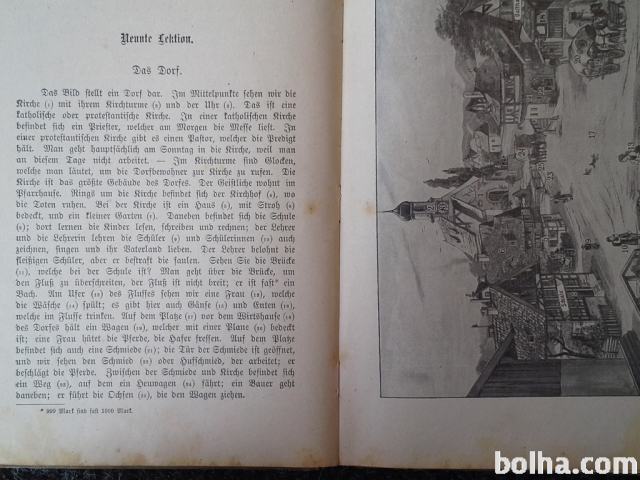 Neunte Lektion.
Das Dorf.
Das Bild stellt ein Dorf dar. Im Mittelpunkte sehen wir die
Kirche (1) mit ihrem Kirchturme (2) und der Uhr (3). Das ist eine
katholische oder protestantische Kirche. In einer katholischen Kirche
befindet sich ein Priester, welcher am Morgen die Messe liest. In
einer protestantischen Kirche gibt es einen Pastor, welcher die Predigt
hält. Man geht hauptsächlich am Sonntag in die Kirche, weil man
an diesem Tage nicht arbeitet. — Im Kirchturme sind Glocken,
welche man läutet, um die Dorfbewohner zur Kirche zu rufen. Die
Kirche ist das größte Gebäude des Dorfes. Der Geistliche wohnt im
Pfarrhause. Rings um die Kirche befindet sich der Kirchhof (4), wo
die Toten ruhen. Bei der Kirche ist ein Haus (5), mit Stroh (6)
bedeckt, und ein kleiner Garten (7). Daneben befindet sich die Schule
(8); dort lernen die Kinder lesen, schreiben und rechnen; der Lehrer
und die Lehrerin lehren die Schüler (9) und Schülerinnen (10) auch
zeichnen, singen und ihr Vaterland lieben. Der Lehrer belohnt die
fleißigen Schüler, aber er bestraft die faulen. Sehen Sie die Brücke
(11), welche bei der Schule ist? Man geht über die Brücke, um
den Fluß zu überschreiten, der Fluß ist nicht breit; er ist fast* ein
Bach. Am Ufer (12) des Flusses sehen wir eine Frau (13), welche
die Wäsche (14) spült; es gibt hier auch Gänse (15) und Enten (16),
welche im Flusse trinken. Auf dem Platze (17) vor dem Wirtshause (18)
des Dorfes hält ein Wagen (19), welcher mit einer Plane (20) bedeckt
ist; eine Frau hütet die Pferde, die Hafer fressen. Auf dem Platze
befindet sich auch eine Schmiede (21); die Tür der Schmiede ist geöffnet,
und wir sehen den Schmied (22) oder Hufschmied, der arbeitet; er
beschlägt die Pferde. Zwischen der Schmiede und Kirche befindet sich
ein Weg (23), auf dem ein Heuwagen (24) fährt; ein Bauer geht
daneben; er führt die Ochsen (25), die den Wagen ziehen.
* 999 Mark sind fast 1000 Mark.
17
bolha.com